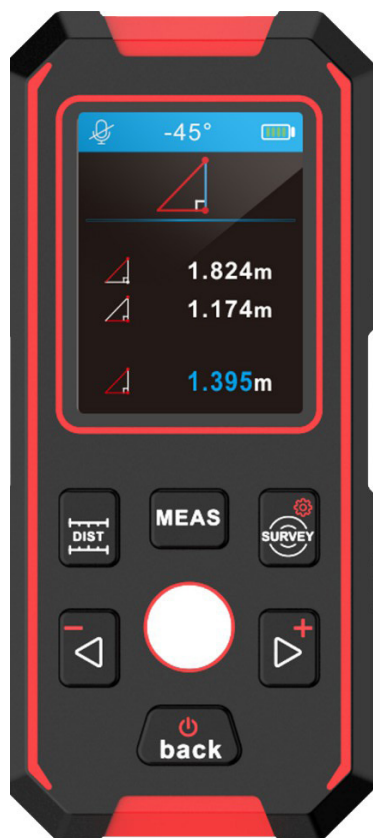 -45°
1.824m
1.174m
1.395m
MEAS
DIST
SURVEY
− +
back